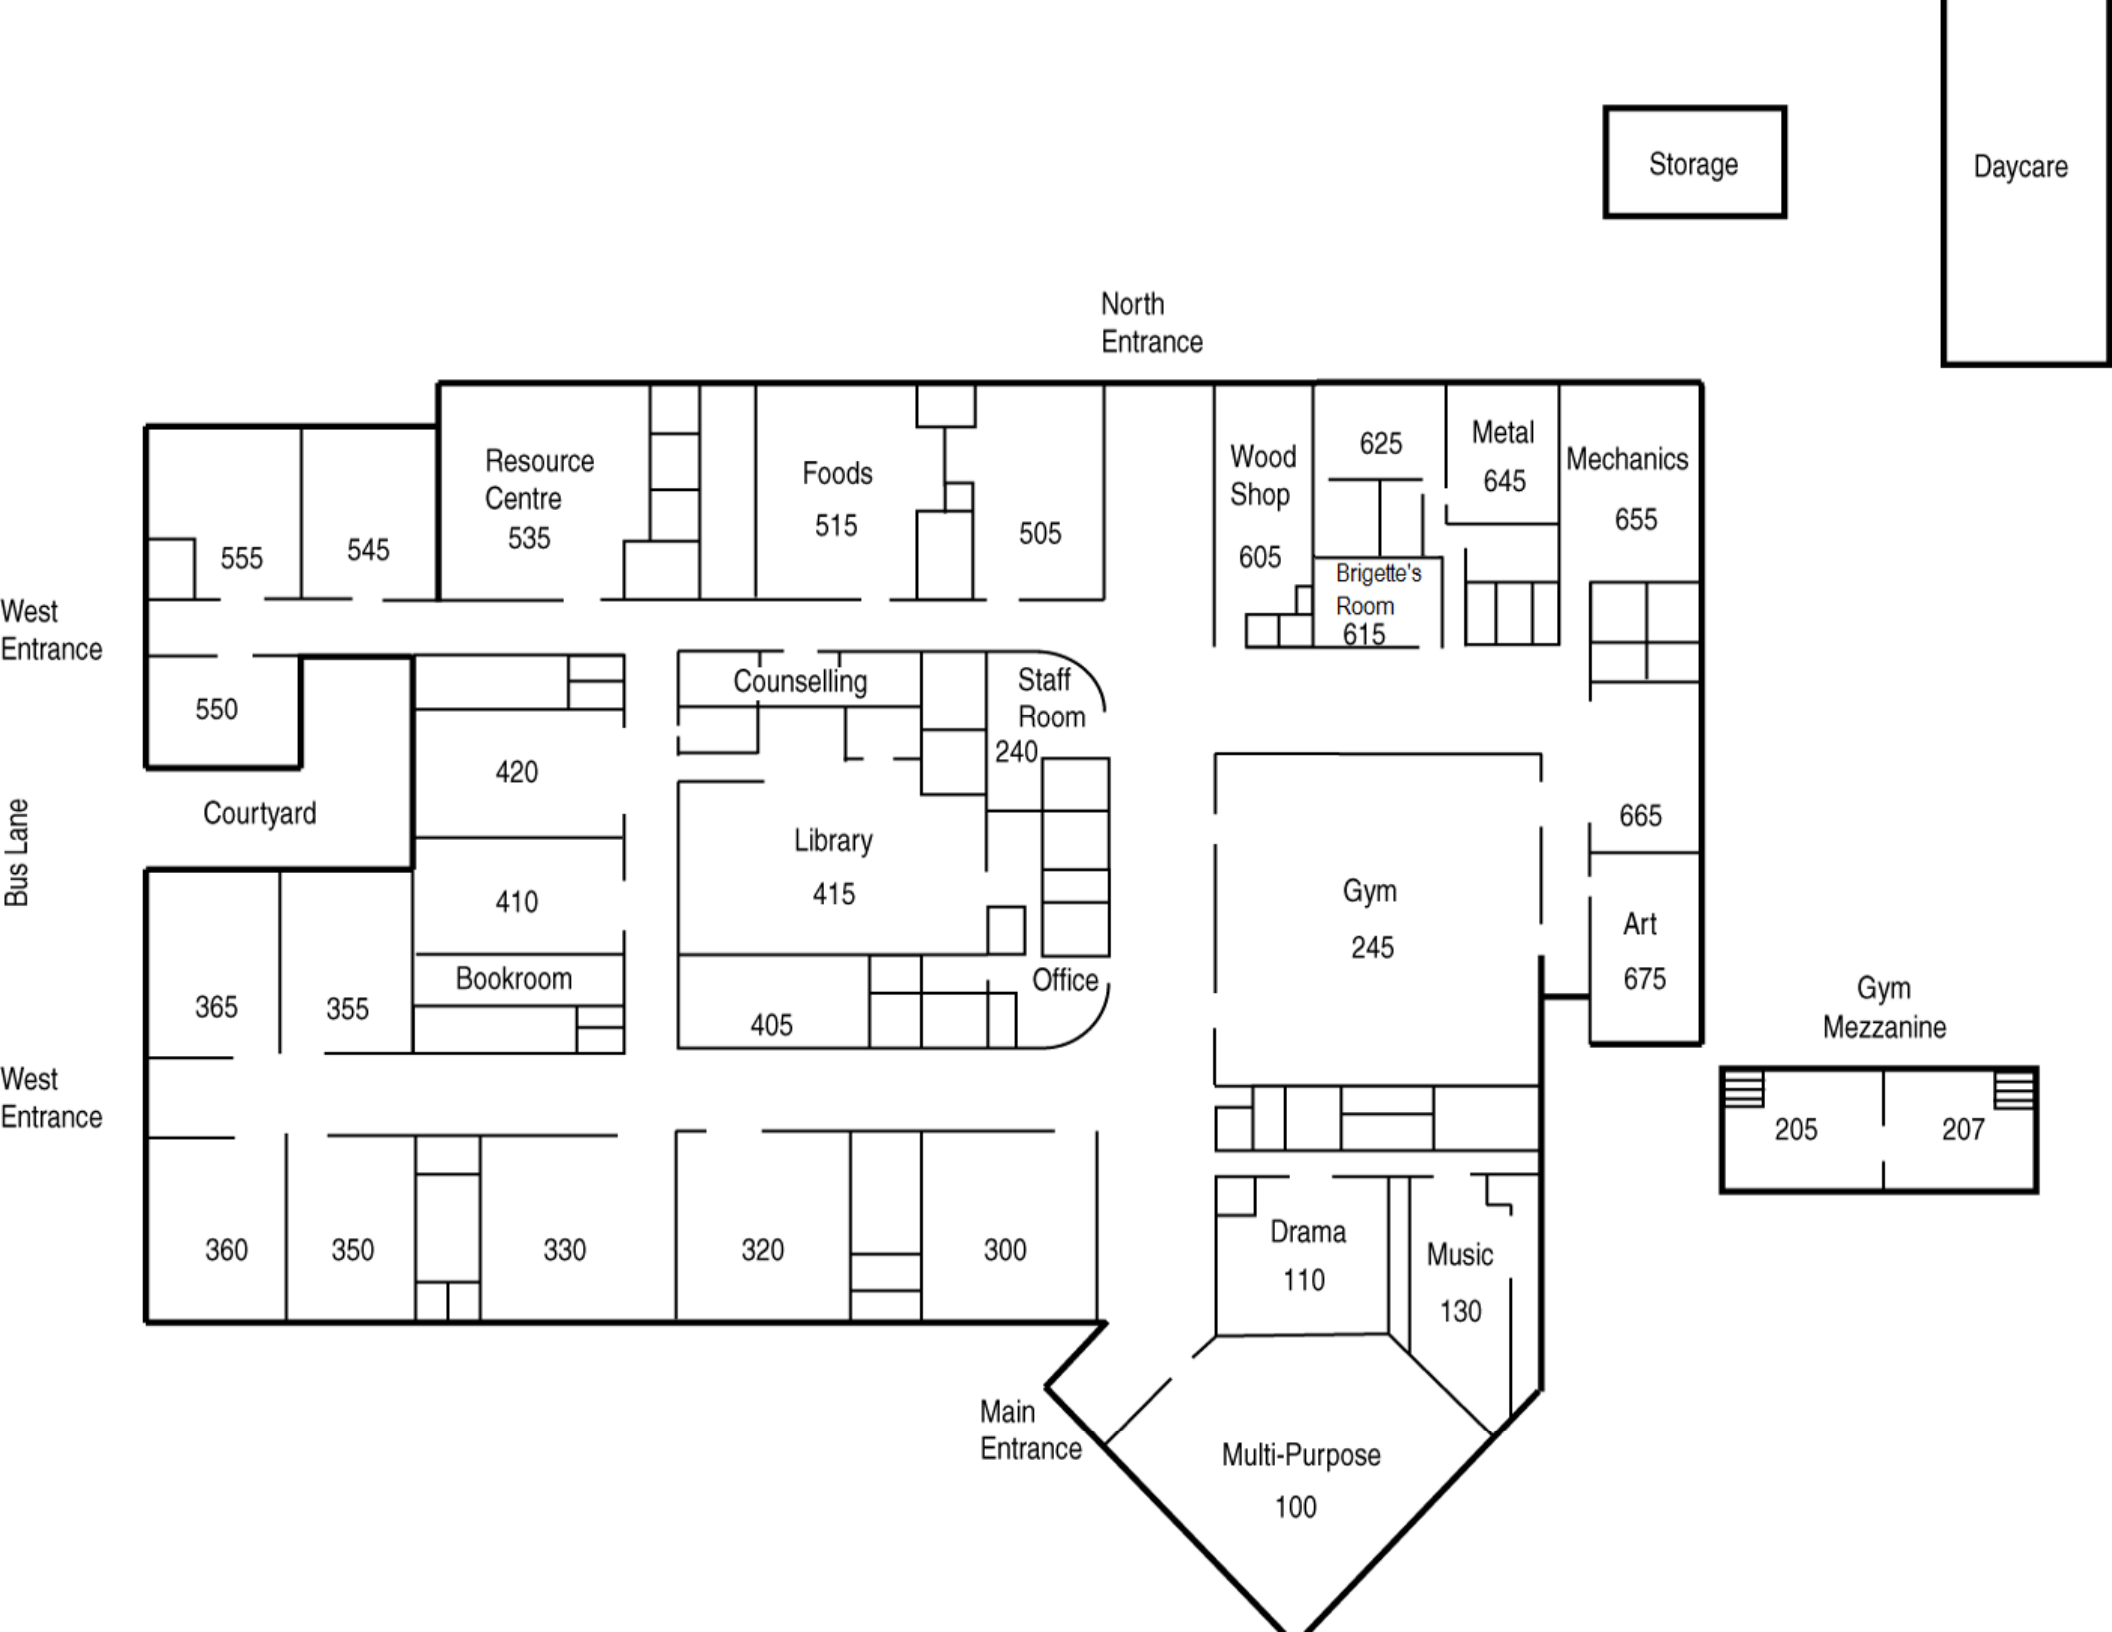 Storage
Daycare
North
Entrance
Resource
Centre
535
Foods
515
505
Wood
Shop
605
625
Metal
645
Mechanics
655
Brigette's
Room
615
555
545
West
Entrance
550
Counselling
Staff
Room
240
420
Courtyard
Bus Lane
Library
415
410
665
Gym
245
Art
675
Bookroom
Office
365
355
405
Gym
Mezzanine
West
Entrance
205
207
360
350
330
320
300
Drama
110
Music
130
Main
Entrance
Multi-Purpose
100